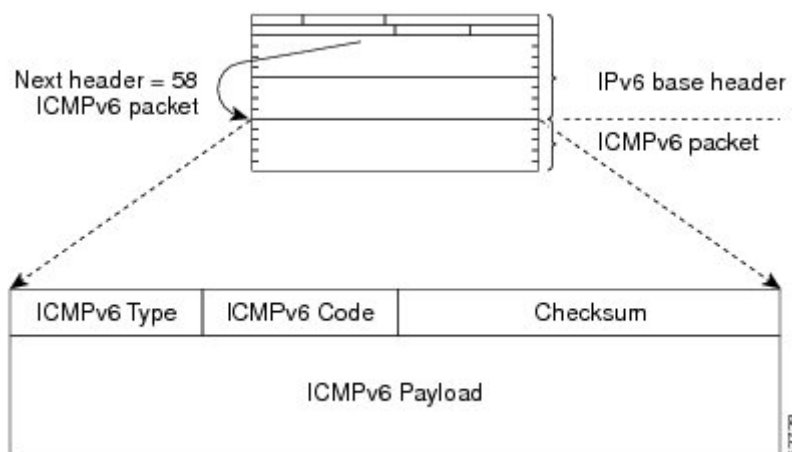 Next header = 58
ICMPv6 packet
IPv6 base header
ICMPv6 packet
ICMPv6 Type
ICMPv6 Code
Checksum
ICMPv6 Payload